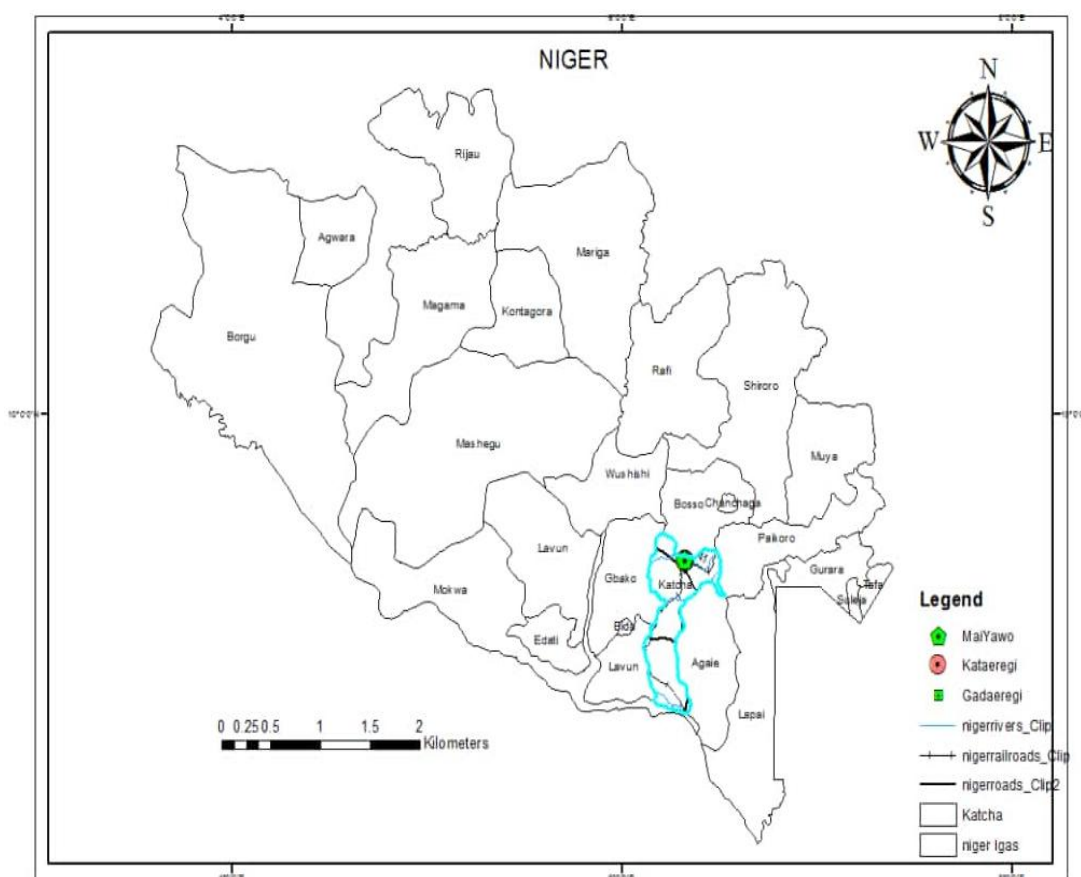 NIGER
N
W E
S
Rijau
Agwara
Mariga
Magama
Kontagora
Borgu
Rafi
Shiroro
Mashegu
Muya
Wushishi
Bosso
Chanchaga
Paikoro
Lavun
Gurara
Gbako
Katcha
Mokwa
Tafa
Suleja
Bida
Edati
Lavun
Agaie
Lapai
Legend
MaiYawo
Kataeregi
Gadaeregi
nigerrivers_Clip
nigerrailroads_Clip
nigerroads_Clip2
Katcha
niger lgas
0 0.25 0.5 1 1.5 2
Kilometers